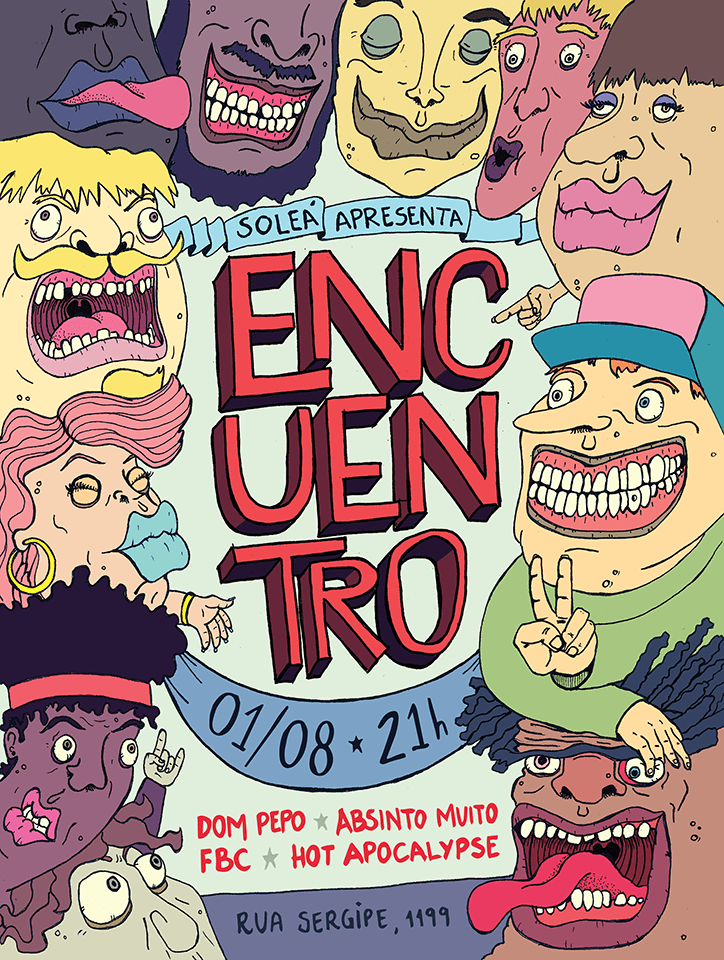 SOLEÁ APRESENTA
ENC
UEN
TRO
01/08 ★ 21h
DOM PEPO ★ ABSINTO MUITO
FBC ★ HOT APOCALYPSE
RUA SERGIPE, 1199